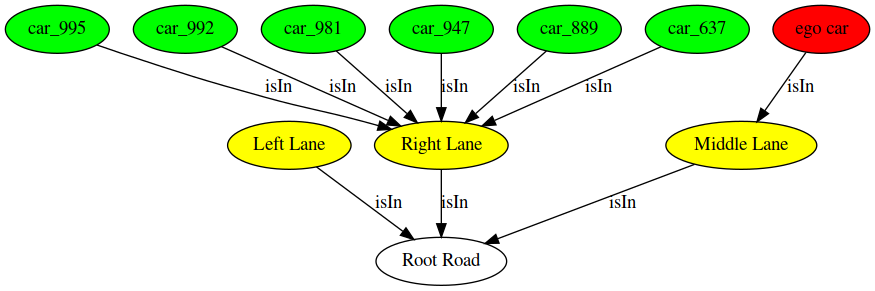 car_995
car_992
car_981
car_947
car_889
car_637
ego car
isIn
isIn
isIn
isIn
isIn
isIn
isIn
Left Lane
Right Lane
Middle Lane
isIn
isIn
isIn
Root Road